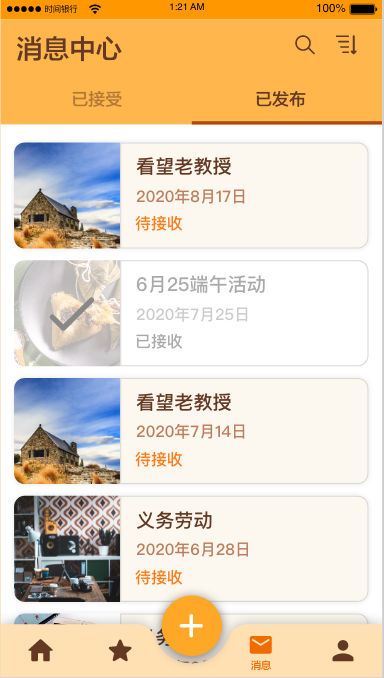 时间银行 1:21 AM 100%
消息中心
已接受 已发布
看望老教授
2020年8月17日
待接收
6月25端午活动
2020年7月25日
已接收
看望老教授
2020年7月14日
待接收
义务劳动
2020年6月28日
待接收
消息